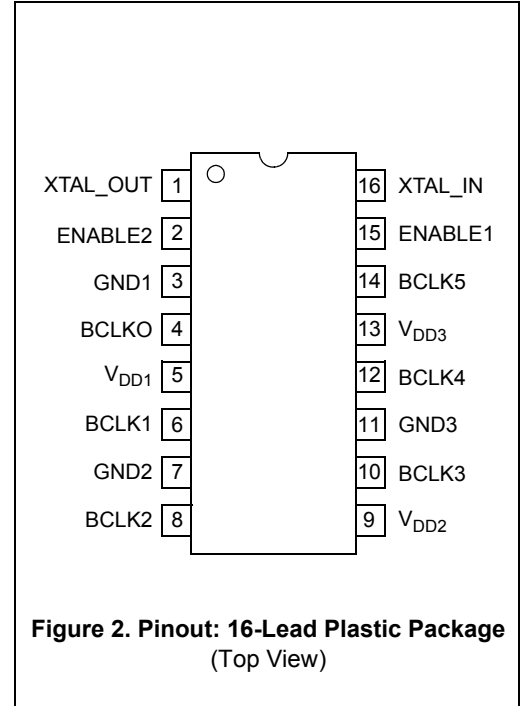 XTAL_OUT 1 16 XTAL_IN
ENABLE2 2 15 ENABLE1
GND1 3 14 BCLK5
BCLKO 4 13 VDD3
VDD1 5 12 BCLK4
BCLK1 6 11 GND3
GND2 7 10 BCLK3
BCLK2 8 9 VDD2
Figure 2. Pinout: 16-Lead Plastic Package
(Top View)